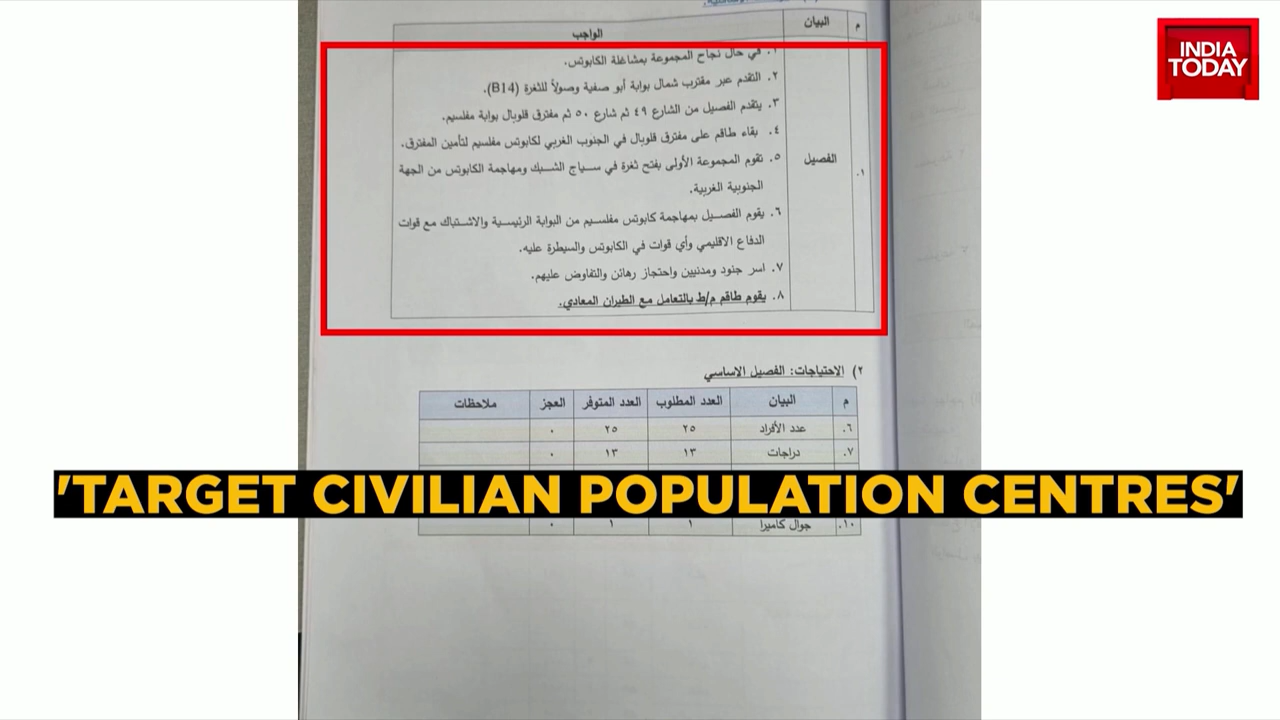 م البيان الواجب
INDIA
TODAY
١. في حال نجاح المجموعة بمشاغلة الكابوتس.
٢. التقدم عبر مقترب شمال بوابة أبو صفية وصولاً للثغرة (B14).
٣. يتقدم الفصيل من الشارع ٤٩ ثم شارع ٥٠ ثم مفترق قلوبال بوابة مفلسيم.
٤. بقاء طاقم على مفترق قلوبال في الجنوب الغربي لكابوتس مفلسيم لتأمين المفترق.
١. الفصيل
٥. تقوم المجموعة الأولى بفتح ثغرة في سياج الشبك ومهاجمة الكابوتس من الجهة
الجنوبية الغربية.
٦. يقوم الفصيل بمهاجمة كابوتس مفلسيم من البوابة الرئيسية والاشتباك مع قوات
الدفاع الاقليمي وأي قوات في الكابوتس والسيطرة عليه.
٧. اسر جنود ومدنيين واحتجاز رهائن والتفاوض عليهم.
٨. يقوم طاقم م/ط بالتعامل مع الطيران المعادي.
٢) الاحتياجات: الفصيل الاساسي
م البيان العدد المطلوب العدد المتوفر العجز ملاحظات
٦. عدد الأفراد ٢٥ ٢٥ ٠
٧. دراجات ١٣ ١٣ ٠
'TARGET CIVILIAN POPULATION CENTRES'
١٠. جوال كاميرا ١ ١ ٠